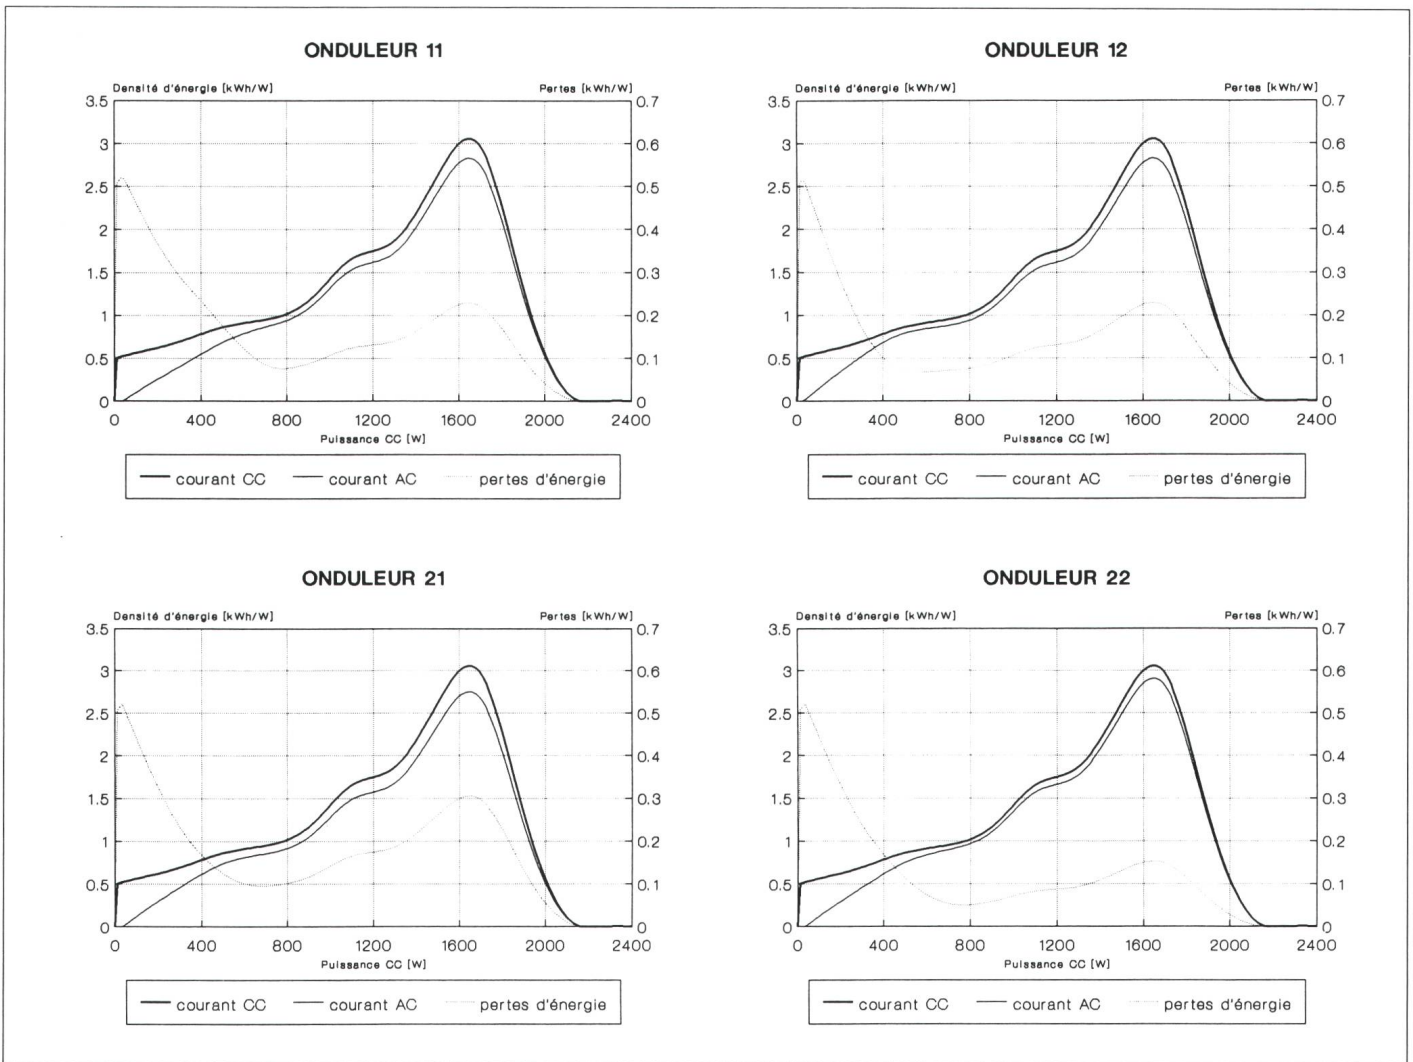 ONDULEUR 11
Densité d'énergie [kWh/W] Pertes [kWh/W]
3.5 0.7
3 0.6
2.5 0.5
2 0.4
1.5 0.3
1 0.2
0.5 0.1
0 0
0 400 800 1200 1600 2000 2400
Puissance CC [W]
courant CC courant AC pertes d'énergie
ONDULEUR 12
Densité d'énergie [kWh/W] Pertes [kWh/W]
3.5 0.7
3 0.6
2.5 0.5
2 0.4
1.5 0.3
1 0.2
0.5 0.1
0 0
0 400 800 1200 1600 2000 2400
Puissance CC [W]
courant CC courant AC pertes d'énergie
ONDULEUR 21
Densité d'énergie [kWh/W] Pertes [kWh/W]
3.5 0.7
3 0.6
2.5 0.5
2 0.4
1.5 0.3
1 0.2
0.5 0.1
0 0
0 400 800 1200 1600 2000 2400
Puissance CC [W]
courant CC courant AC pertes d'énergie
ONDULEUR 22
Densité d'énergie [kWh/W] Pertes [kWh/W]
3.5 0.7
3 0.6
2.5 0.5
2 0.4
1.5 0.3
1 0.2
0.5 0.1
0 0
0 400 800 1200 1600 2000 2400
Puissance CC [W]
courant CC courant AC pertes d'énergie